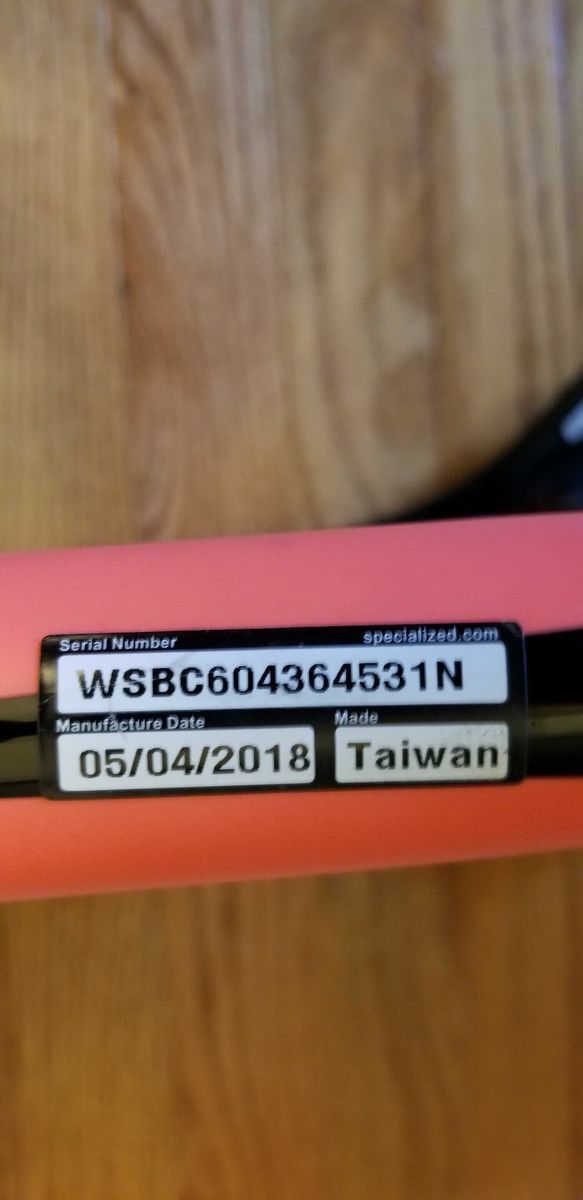 Serial Number specialized.com
WSBC604364531N
Manufacture Date Made
05/04/2018 Taiwan